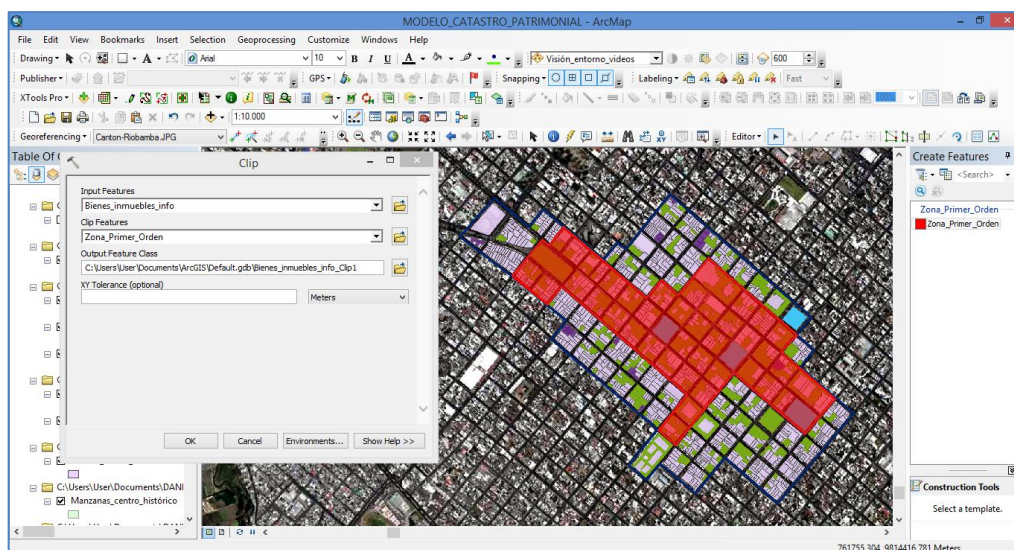 MODELO_CATASTRO_PATRIMONIAL - ArcMap
File Edit View Bookmarks Insert Selection Geoprocessing Customize Windows Help
Drawing Arial 10 B I U A Visión_entorno_videos 600
Publisher GPS Snapping Labeling Fast
XTools Pro
1:10.000
Georeferencing Canton-Riobamba.JPG Editor
Table Of
Clip
Input Features
Bienes_inmuebles_info
Clip Features
Zona_Primer_Orden
Output Feature Class
C:\Users\User\Documents\ArcGIS\Default.gdb\Bienes_inmuebles_info_Clip1
XY Tolerance (optional)
Meters
OK Cancel Environments... Show Help >>
C:\Users\User\Documents\DANI
Manzanas_centro_histórico
Create Features
<Search>
Zona_Primer_Orden
Zona_Primer_Orden
Construction Tools
Select a template.
761755,304 9814416,781 Meters